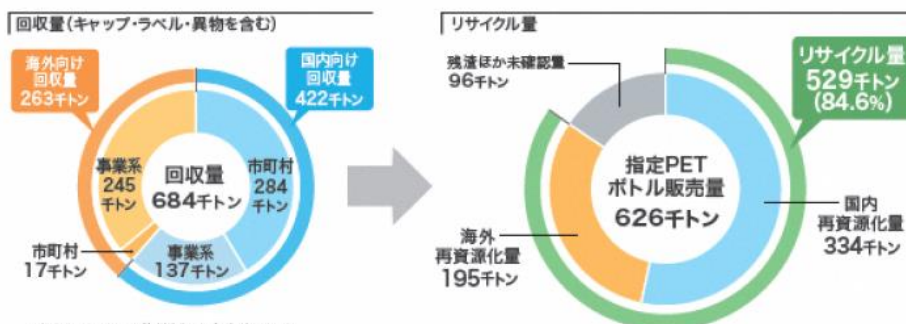 回収量(キャップ・ラベル・異物を含む)
海外向け
回収量
263千トン
国内向け
回収量
422千トン
事業系
245
千トン
回収量
684千トン
市町村
284
千トン
市町村
17千トン
事業系
137千トン
リサイクル量
残渣ほか未確認量
96千トン
リサイクル量
529千トン
(84.6%)
指定PET
ボトル販売量
626千トン
海外
再資源化量
195千トン
国内
再資源化量
334千トン